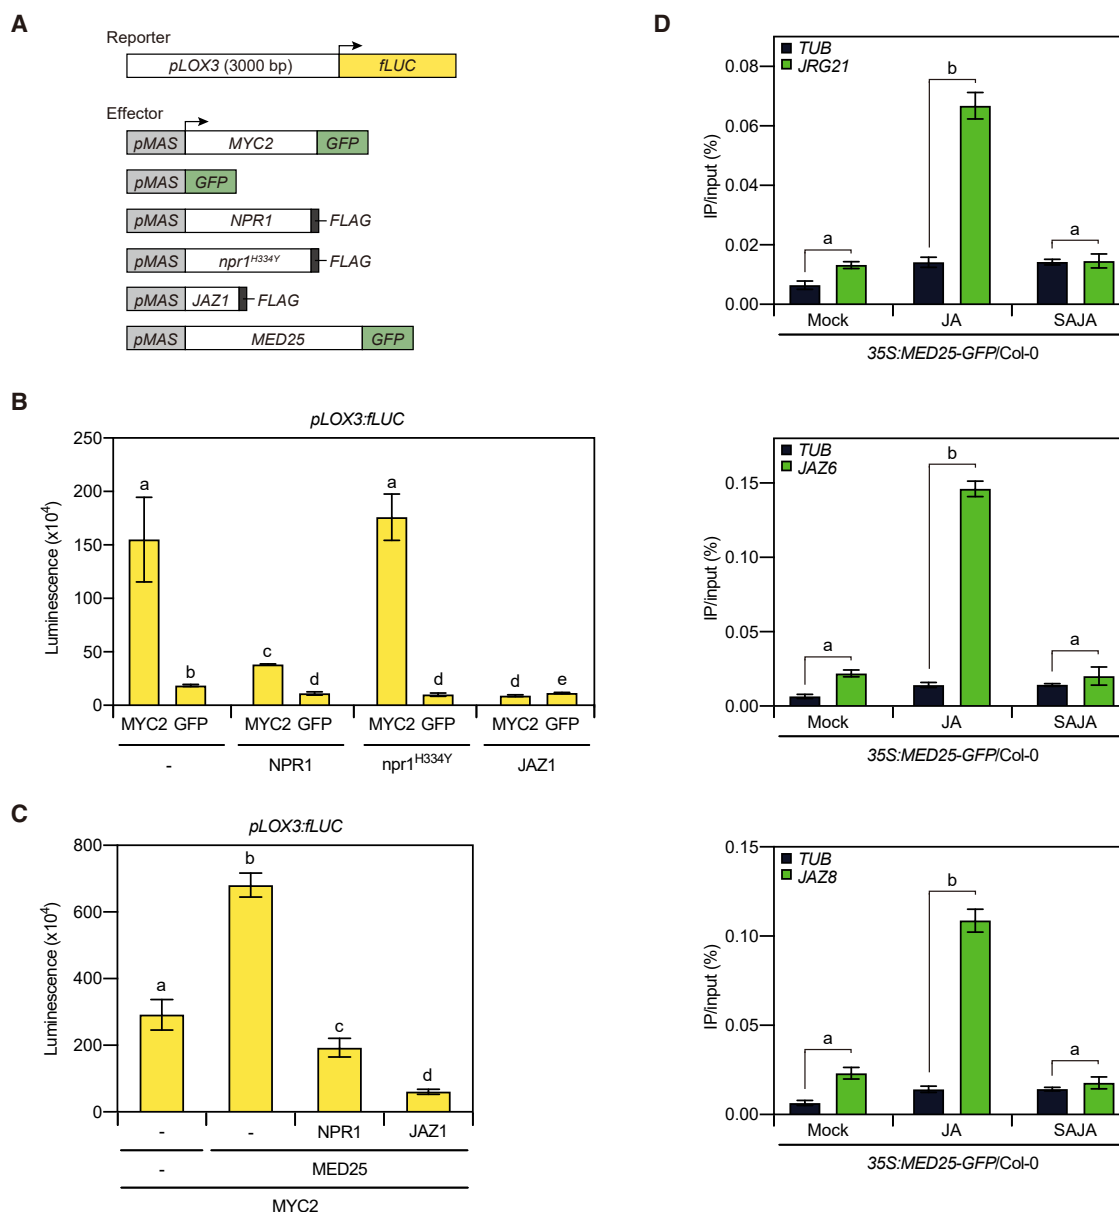 A
Reporter
pLOX3 (3000 bp) fLUC
Effector
pMAS MYC2 GFP
pMAS GFP
pMAS NPR1 FLAG
pMAS npr1H334Y FLAG
pMAS JAZ1 FLAG
pMAS MED25 GFP
B
pLOX3:fLUC
Luminescence (x10⁴)
250
200
150
100
50
0
a b c d a d d e
MYC2 GFP MYC2 GFP MYC2 GFP MYC2 GFP
- NPR1 npr1H334Y JAZ1
C
pLOX3:fLUC
Luminescence (x10⁴)
800
600
400
200
0
a b c d
- - NPR1 JAZ1
- MED25
MYC2
D
TUB
JRG21
IP/input (%)
0.08
0.06
0.04
0.02
0.00
a b a
Mock JA SAJA
35S:MED25-GFP/Col-0
TUB
JAZ6
IP/input (%)
0.15
0.10
0.05
0.00
a b a
Mock JA SAJA
35S:MED25-GFP/Col-0
TUB
JAZ8
IP/input (%)
0.15
0.10
0.05
0.00
a b a
Mock JA SAJA
35S:MED25-GFP/Col-0